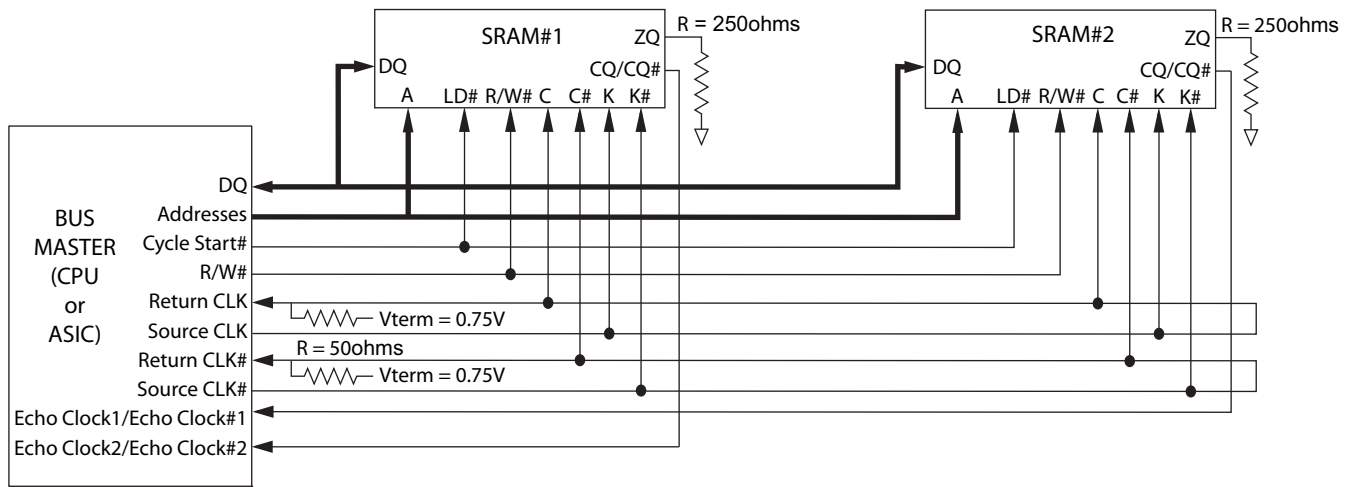 SRAM#1
ZQ
R = 250ohms
DQ
CQ/CQ#
A LD# R/W# C C# K K#
SRAM#2
ZQ
R = 250ohms
DQ
CQ/CQ#
A LD# R/W# C C# K K#
BUS
MASTER
(CPU
or
ASIC)
DQ
Addresses
Cycle Start#
R/W#
Return CLK
Vterm = 0.75V
Source CLK
R = 50ohms
Return CLK#
Vterm = 0.75V
Source CLK#
Echo Clock1/Echo Clock#1
Echo Clock2/Echo Clock#2